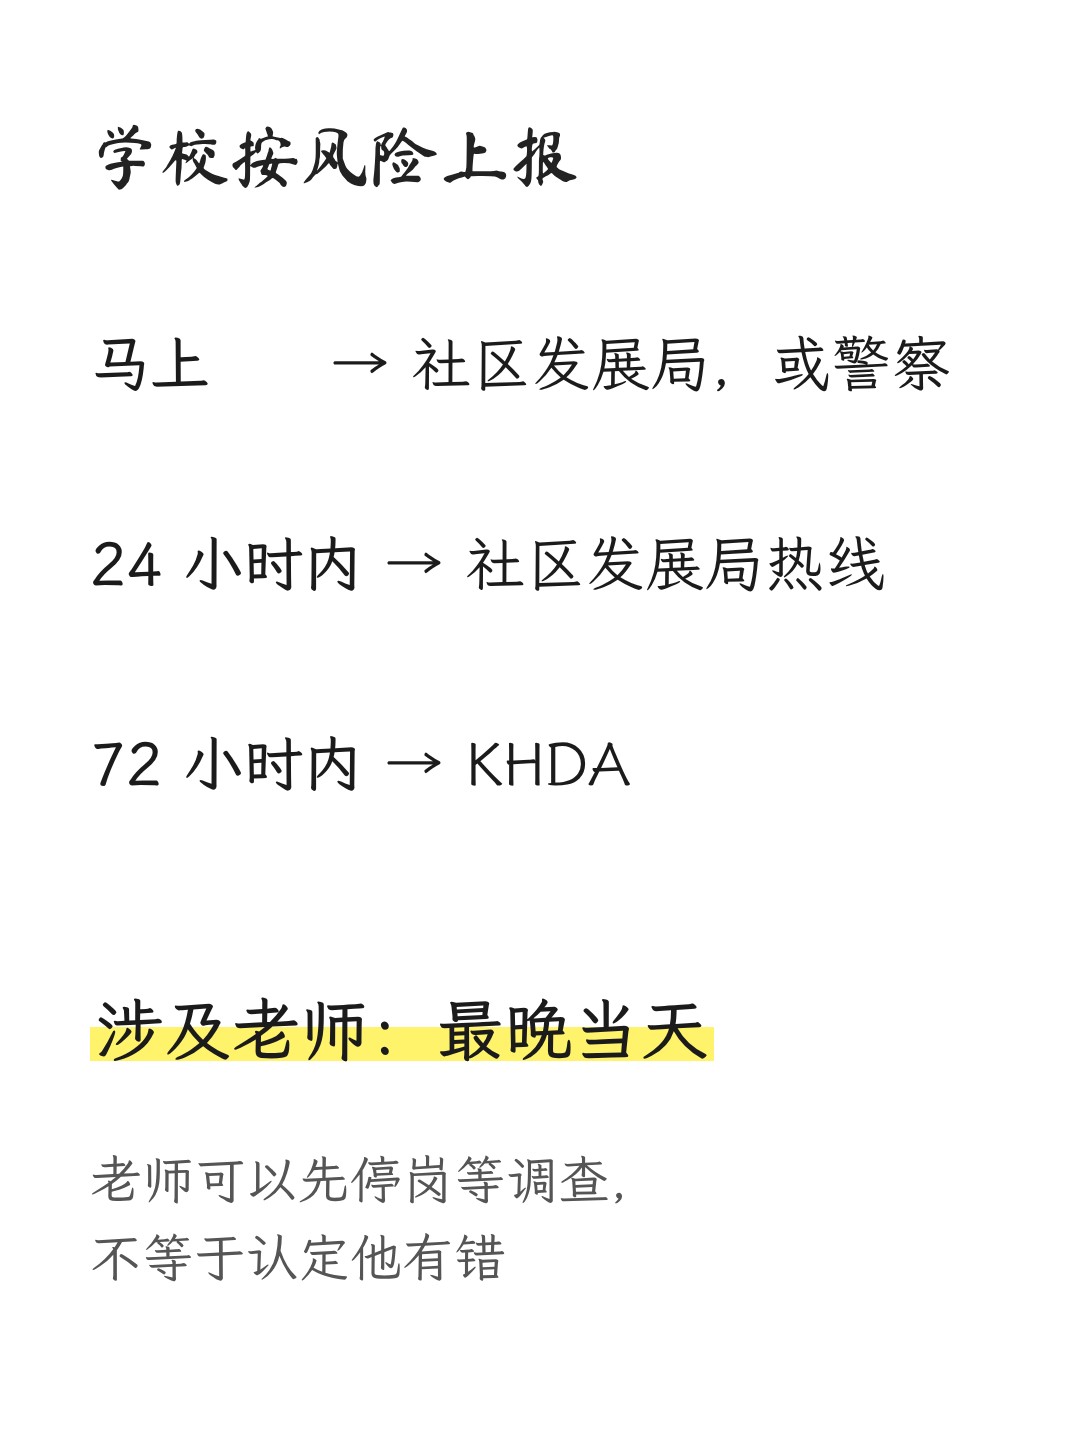 学校按风险上报
马上 → 社区发展局，或警察
24 小时内 → 社区发展局热线
72 小时内 → KHDA
涉及老师：最晚当天
老师可以先停岗等调查，
不等于认定他有错